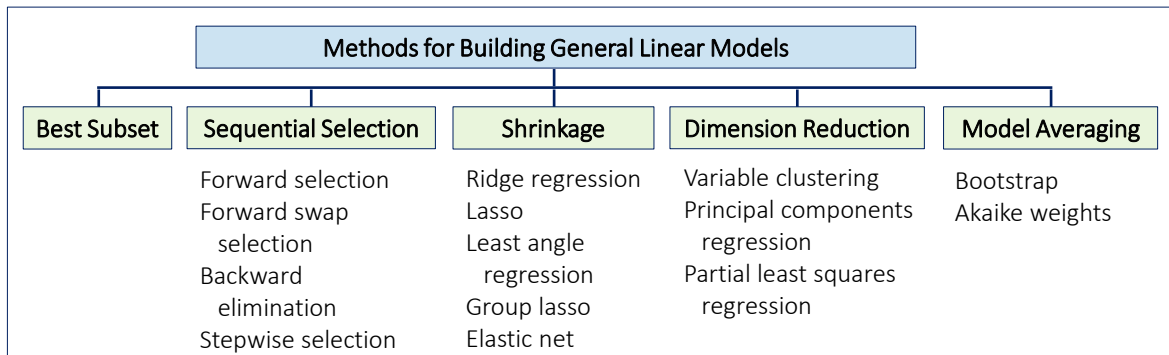 Methods for Building General Linear Models
Best Subset
Sequential Selection
Forward selection
Forward swap
selection
Backward
elimination
Stepwise selection
Shrinkage
Ridge regression
Lasso
Least angle
regression
Group lasso
Elastic net
Dimension Reduction
Variable clustering
Principal components
regression
Partial least squares
regression
Model Averaging
Bootstrap
Akaike weights